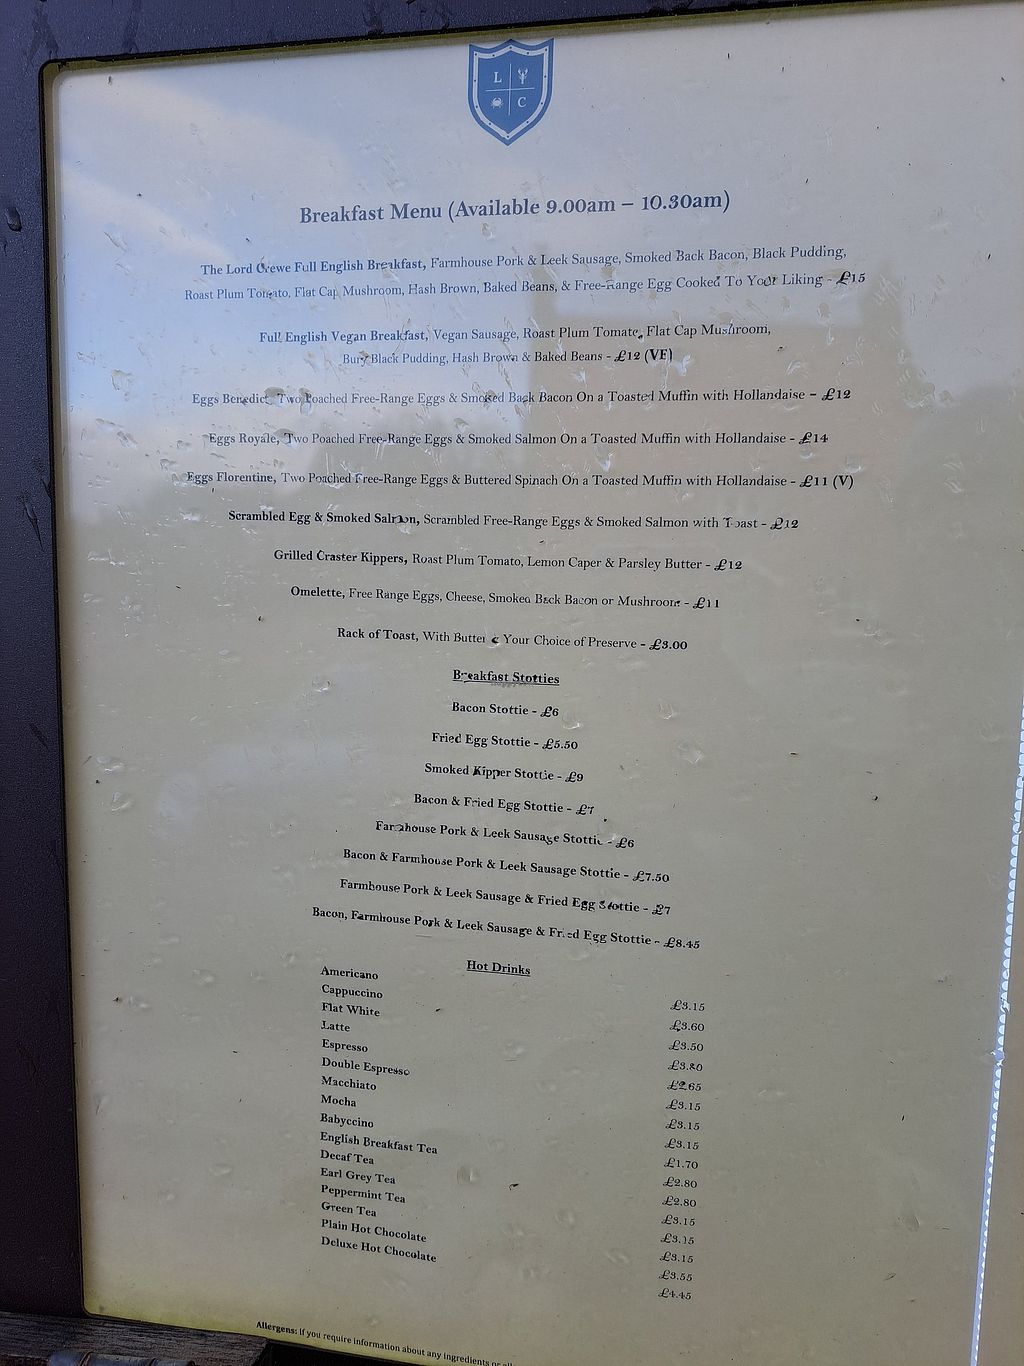 L
C
Breakfast Menu (Available 9.00am – 10.30am)
The Lord Crewe Full English Breakfast, Farmhouse Pork & Leek Sausage, Smoked Back Bacon, Black Pudding,
Roast Plum Tomato, Flat Cap Mushroom, Hash Brown, Baked Beans, & Free-Range Egg Cooked To Your Liking - £15
Full English Vegan Breakfast, Vegan Sausage, Roast Plum Tomato, Flat Cap Mushroom,
Bury Black Pudding, Hash Brown & Baked Beans - £12 (VE)
Eggs Benedict, Two Poached Free-Range Eggs & Smoked Back Bacon On a Toasted Muffin with Hollandaise – £12
Eggs Royale, Two Poached Free-Range Eggs & Smoked Salmon On a Toasted Muffin with Hollandaise - £14
Eggs Florentine, Two Poached Free-Range Eggs & Buttered Spinach On a Toasted Muffin with Hollandaise - £11 (V)
Scrambled Egg & Smoked Salmon, Scrambled Free-Range Eggs & Smoked Salmon with Toast - £12
Grilled Craster Kippers, Roast Plum Tomato, Lemon Caper & Parsley Butter - £12
Omelette, Free Range Eggs, Cheese, Smoked Back Bacon or Mushroom - £11
Rack of Toast, With Butter & Your Choice of Preserve - £3.00
Breakfast Stotties
Bacon Stottie - £6
Fried Egg Stottie - £5.50
Smoked Kipper Stottie - £9
Bacon & Fried Egg Stottie - £7
Farmhouse Pork & Leek Sausage Stottie - £6
Bacon & Farmhouse Pork & Leek Sausage Stottie - £7.50
Farmhouse Pork & Leek Sausage & Fried Egg Stottie - £7
Bacon, Farmhouse Pork & Leek Sausage & Fried Egg Stottie - £8.45
Hot Drinks
Americano £3.15
Cappuccino £3.60
Flat White £3.50
Latte £3.80
Espresso £2.65
Double Espresso £3.15
Macchiato £3.15
Mocha £3.15
Babyccino £1.70
English Breakfast Tea £2.80
Decaf Tea £2.80
Earl Grey Tea £3.15
Peppermint Tea £3.15
Green Tea £3.15
Plain Hot Chocolate £3.55
Deluxe Hot Chocolate £4.45
Allergens: If you require information about any ingredients or